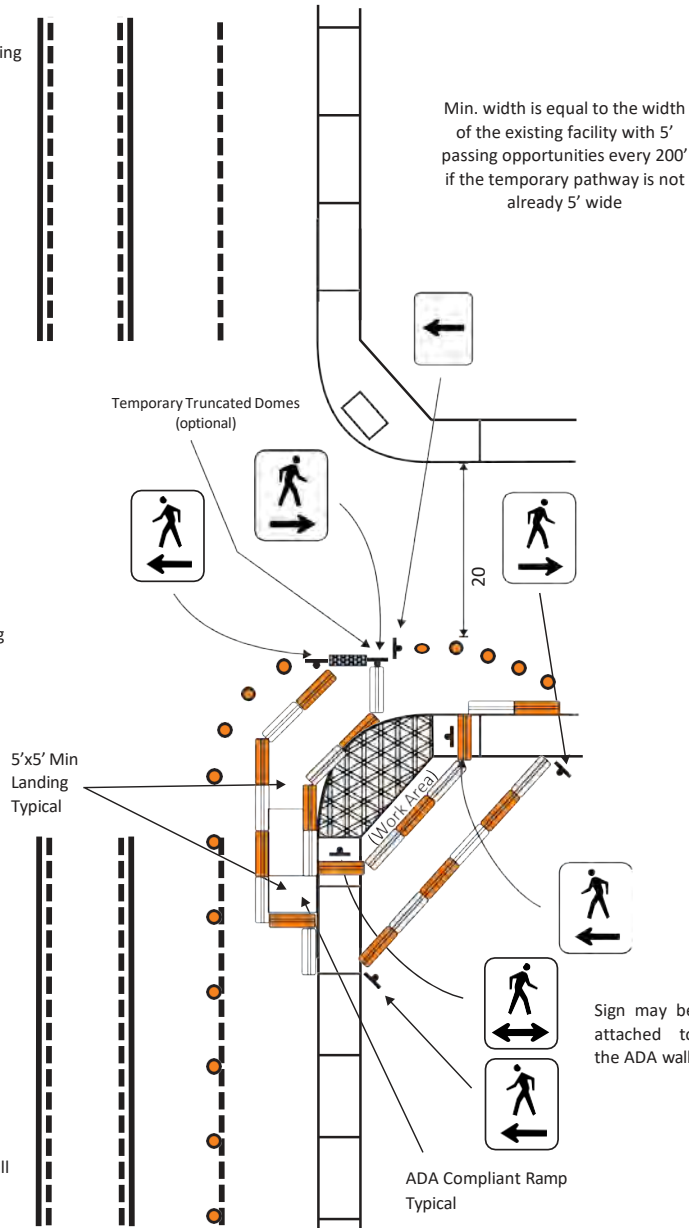 ing
Min. width is equal to the width
of the existing facility with 5’
passing opportunities every 200’
if the temporary pathway is not
already 5’ wide
Temporary Truncated Domes
(optional)
20
g
5’x5’ Min
Landing
Typical
(Work Area)
Sign may be
attached to
the ADA wall
ll
ADA Compliant Ramp
Typical